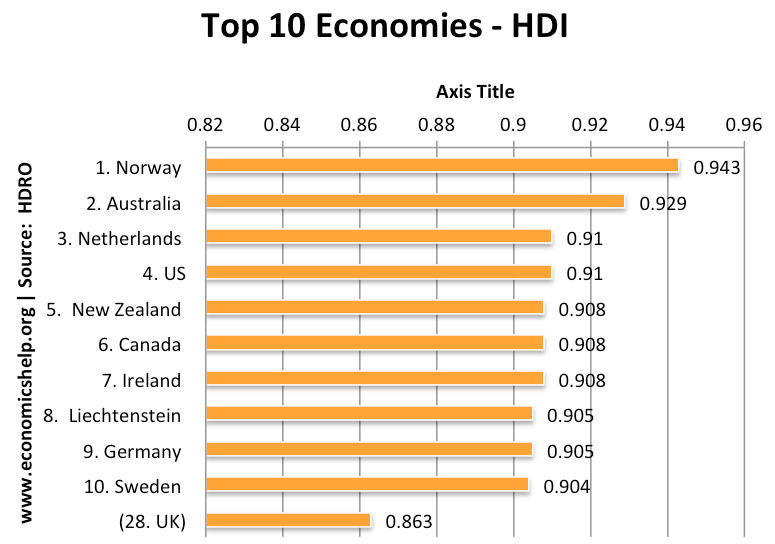 Top 10 Economies - HDI
Axis Title
0.82 0.84 0.86 0.88 0.9 0.92 0.94 0.96
1. Norway 0.943
2. Australia 0.929
3. Netherlands 0.91
4. US 0.91
5. New Zealand 0.908
6. Canada 0.908
7. Ireland 0.908
8. Liechtenstein 0.905
9. Germany 0.905
10. Sweden 0.904
(28. UK) 0.863
www.economicshelp.org | Source: HDRO